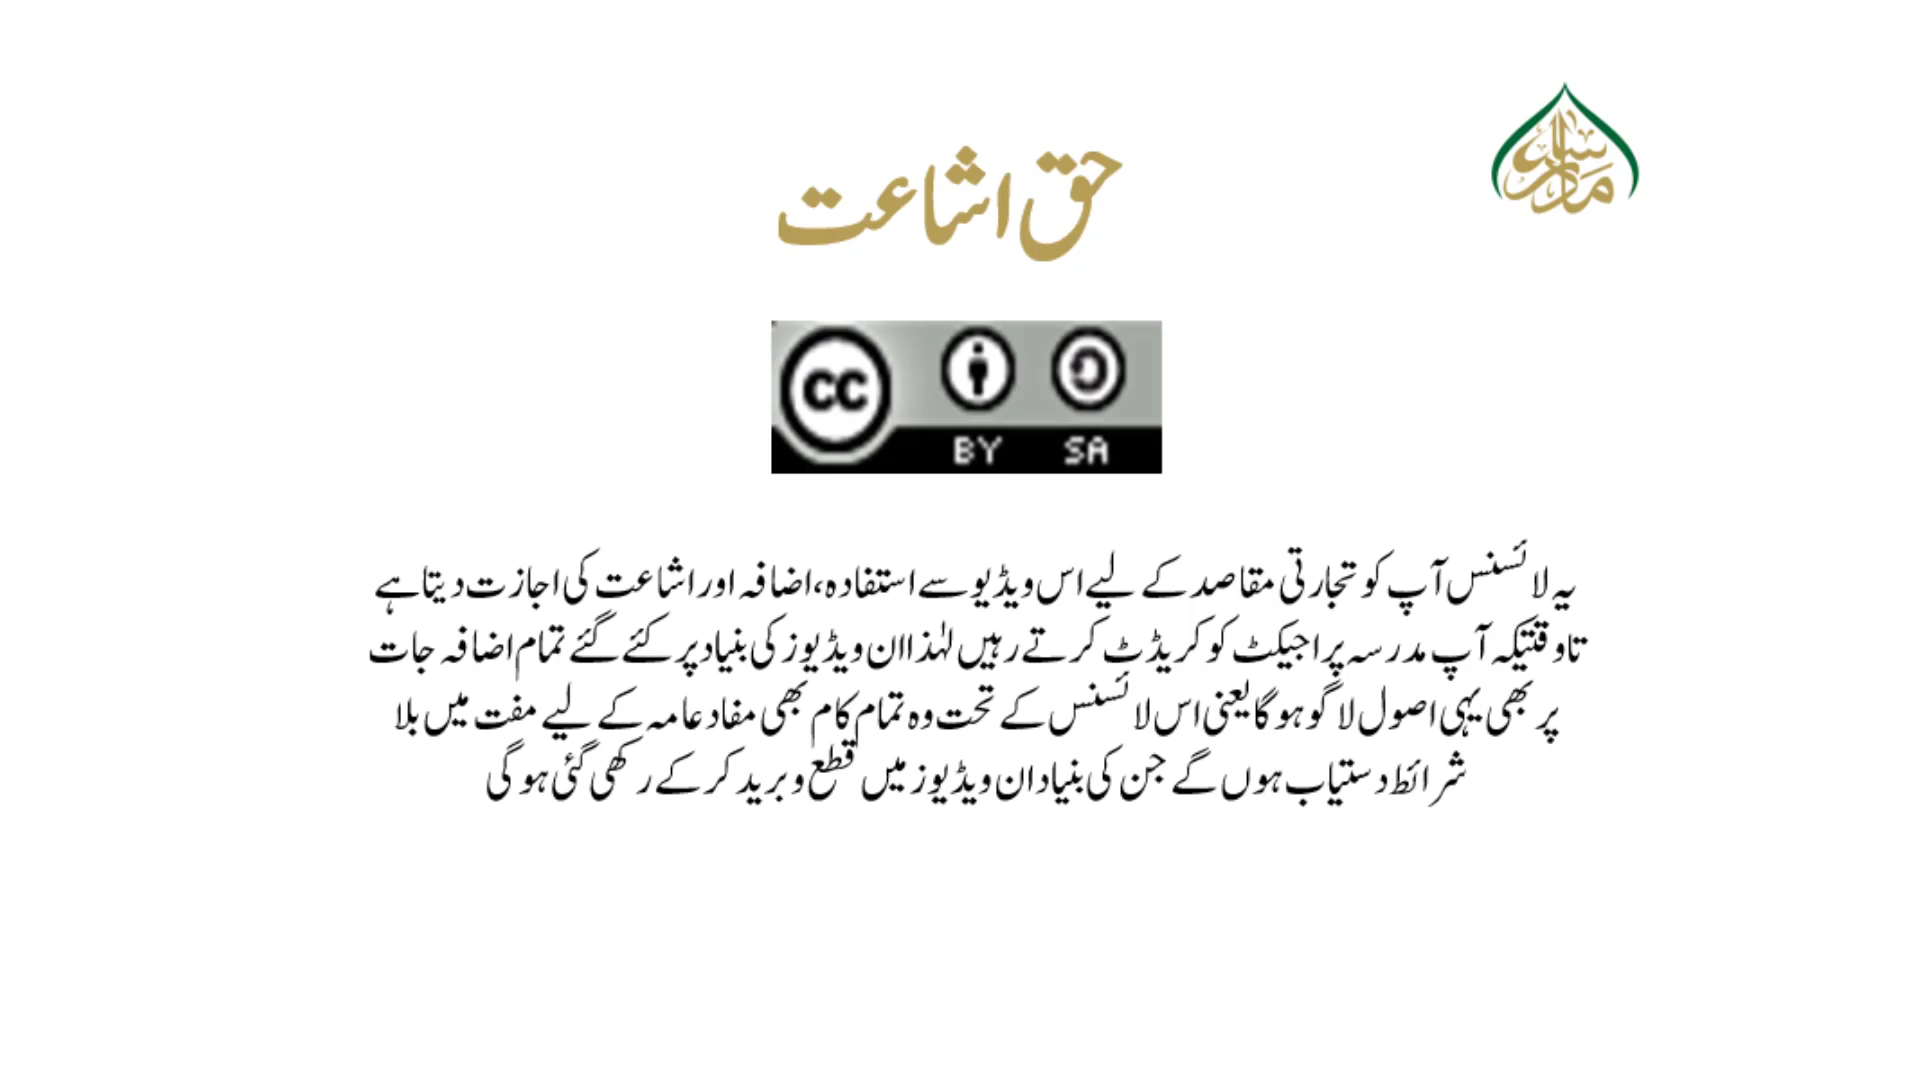 حق اشاعت
cc
BY SA
یہ لائسنس آپ کو تجارتی مقاصد کے لیے اس ویڈیو سے استفادہ، اضافہ اور اشاعت کی اجازت دیتا ہے
تاوقتیکہ آپ مدرسہ پراجیکٹ کو کریڈٹ کرتے رہیں لہٰذا ان ویڈیوز کی بنیاد پر کئے گئے تمام اضافہ جات
پر بھی یہی اصول لاگو ہو گا یعنی اس لائسنس کے تحت وہ تمام کام بھی مفاد عامہ کے لیے مفت میں بلا
شرائط دستیاب ہوں گے جن کی بنیاد ان ویڈیوز میں قطع و برید کر کے رکھی گئی ہو گی